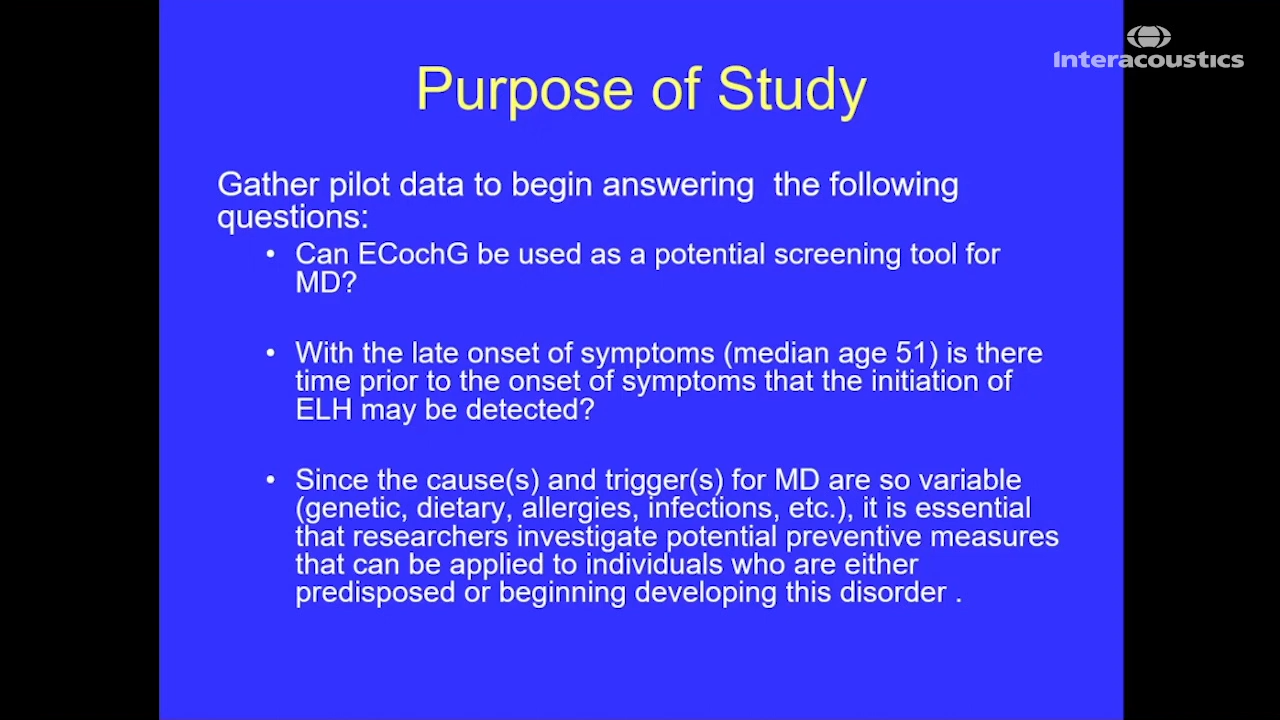 Interacoustics
Purpose of Study
Gather pilot data to begin answering  the following
questions:
• Can ECochG be used as a potential screening tool for
MD?
• With the late onset of symptoms (median age 51) is there
time prior to the onset of symptoms that the initiation of
ELH may be detected?
• Since the cause(s) and trigger(s) for MD are so variable
(genetic, dietary, allergies, infections, etc.), it is essential
that researchers investigate potential preventive measures
that can be applied to individuals who are either
predisposed or beginning developing this disorder .